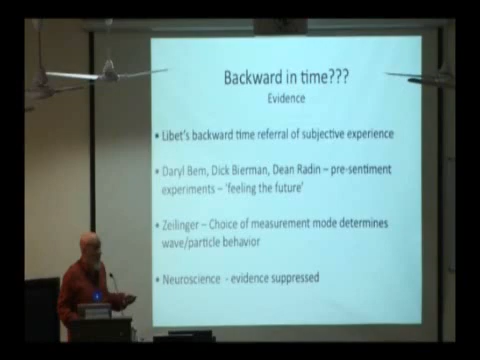 Backward in time???
Evidence
• Libet's backward time referral of subjective experience
• Daryl Bem, Dick Bierman, Dean Radin – pre-sentiment
experiments – 'feeling the future'
• Zeilinger – Choice of measurement mode determines
wave/particle behavior
• Neuroscience - evidence suppressed